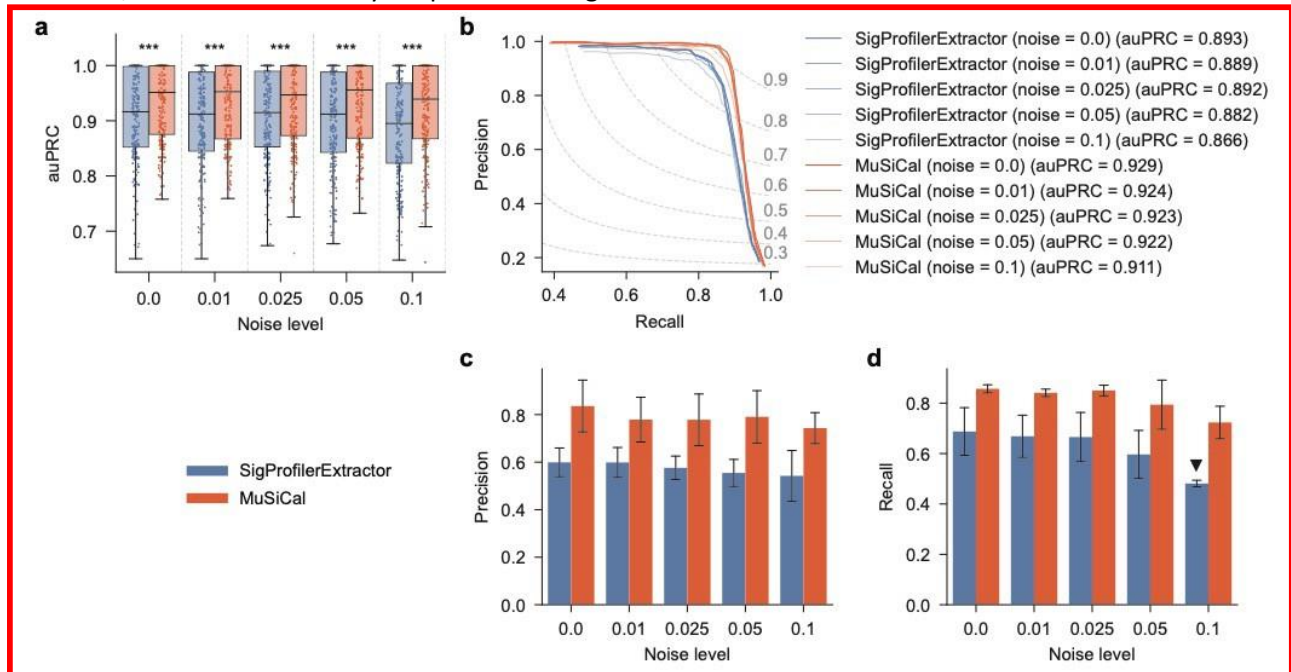 a
auPRC
1.0
0.9
0.8
0.7
***
***
***
***
***
0.0 0.01 0.025 0.05 0.1
Noise level
b
Precision
1.0
0.8
0.6
0.4
0.2
0.9
0.8
0.7
0.6
0.5
0.4
0.3
0.4 0.6 0.8 1.0
Recall
SigProfilerExtractor (noise = 0.0) (auPRC = 0.893)
SigProfilerExtractor (noise = 0.01) (auPRC = 0.889)
SigProfilerExtractor (noise = 0.025) (auPRC = 0.892)
SigProfilerExtractor (noise = 0.05) (auPRC = 0.882)
SigProfilerExtractor (noise = 0.1) (auPRC = 0.866)
MuSiCal (noise = 0.0) (auPRC = 0.929)
MuSiCal (noise = 0.01) (auPRC = 0.924)
MuSiCal (noise = 0.025) (auPRC = 0.923)
MuSiCal (noise = 0.05) (auPRC = 0.922)
MuSiCal (noise = 0.1) (auPRC = 0.911)
SigProfilerExtractor
MuSiCal
c
Precision
0.8
0.6
0.4
0.2
0.0
0.0 0.01 0.025 0.05 0.1
Noise level
d
Recall
0.8
0.6
0.4
0.2
0.0
0.0 0.01 0.025 0.05 0.1
Noise level